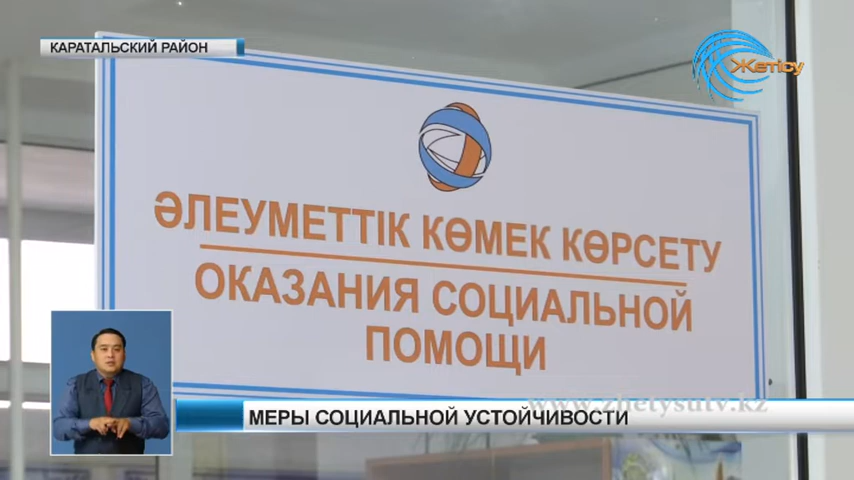 КАРАТАЛЬСКИЙ РАЙОН
Жетісу
ӘЛЕУМЕТТІК КӨМЕК КӨРСЕТУ
ОКАЗАНИЯ СОЦИАЛЬНОЙ
ПОМОЩИ
www.zhetysutv.kz
МЕРЫ СОЦИАЛЬНОЙ УСТОЙЧИВОСТИ